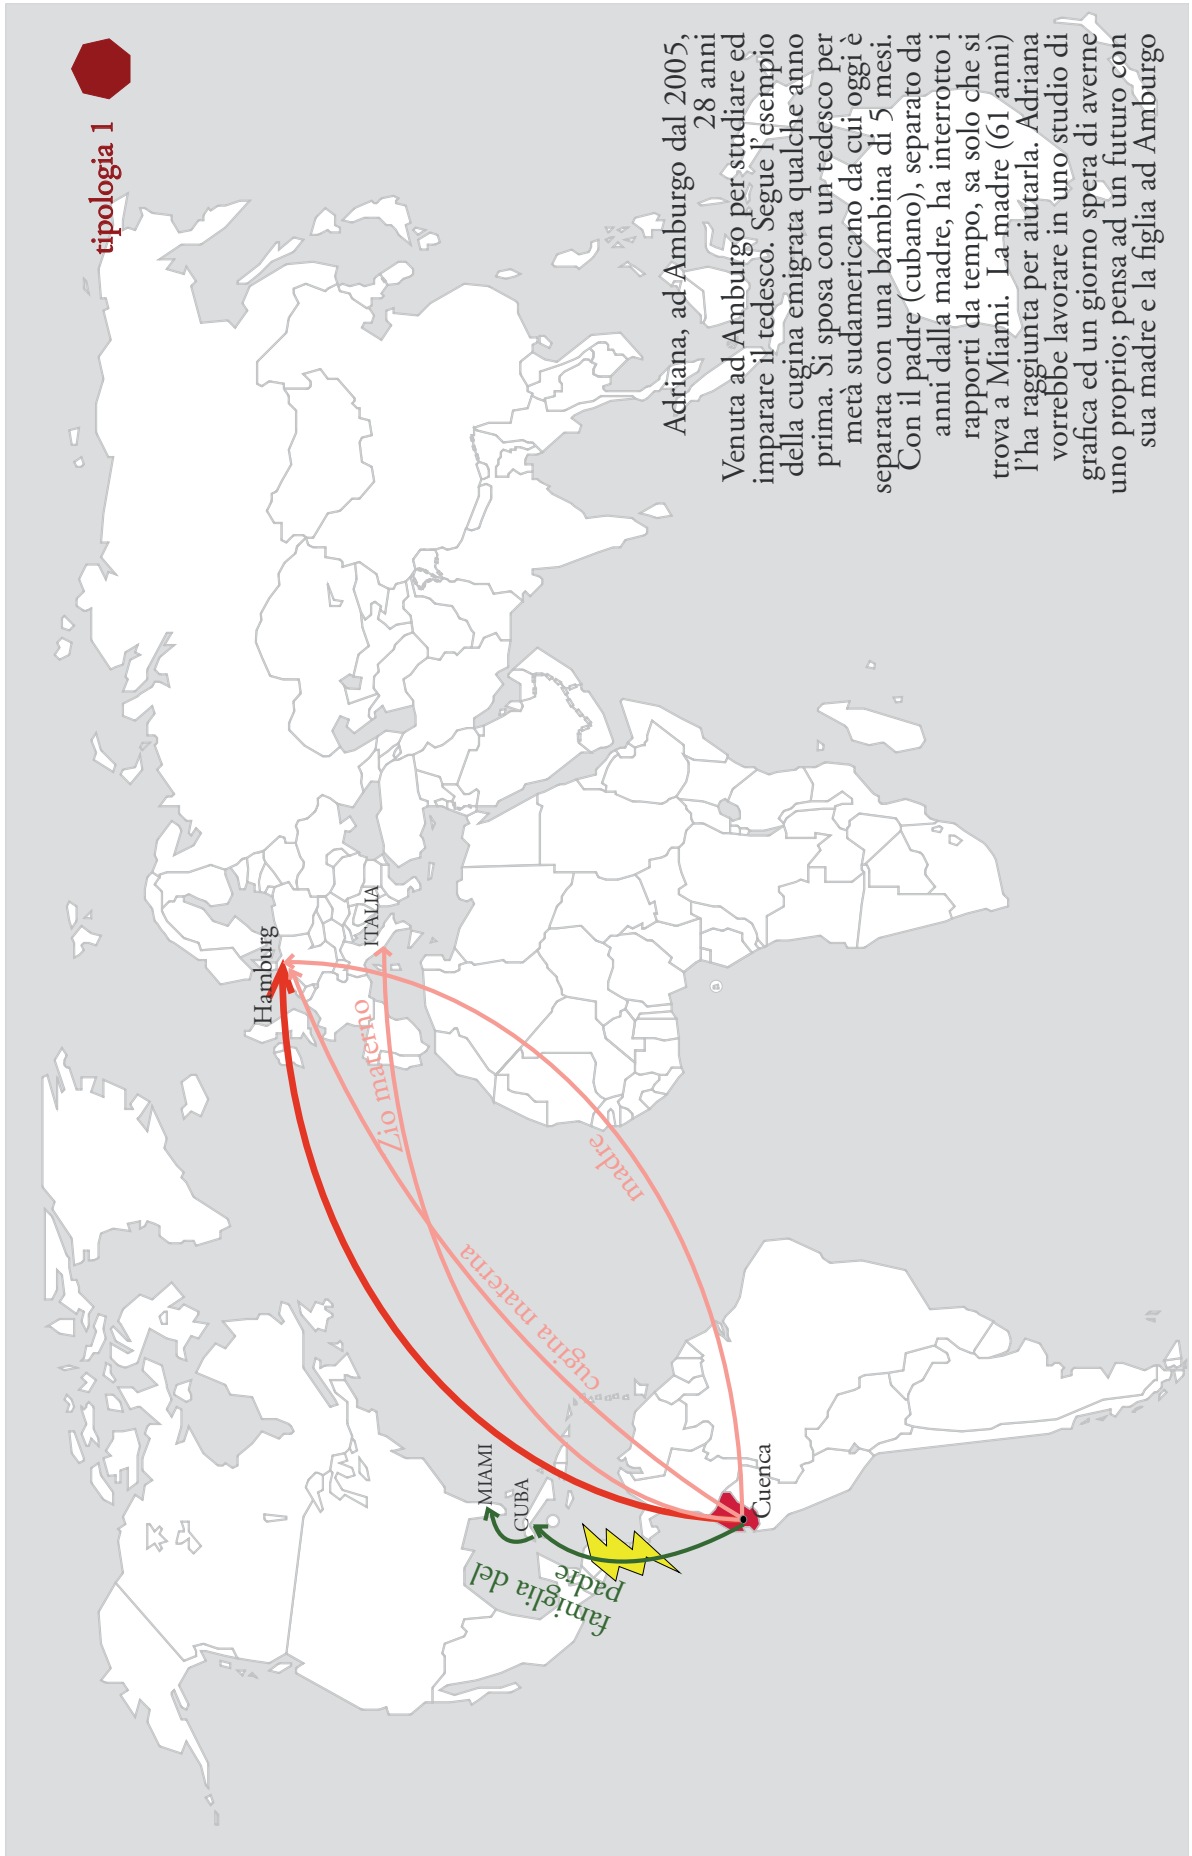 tipologia 1
Adriana, ad Amburgo dal 2005,
28 anni
Venuta ad Amburgo per studiare ed
imparare il tedesco. Segue l'esempio
della cugina emigrata qualche anno
prima. Si sposa con un tedesco per
metà sudamericano da cui oggi è
separata con una bambina di 5 mesi.
Con il padre (cubano), separato da
anni dalla madre, ha interrotto i
rapporti da tempo, sa solo che si
trova a Miami. La madre (61 anni)
l'ha raggiunta per aiutarla. Adriana
vorrebbe lavorare in uno studio di
grafica ed un giorno spera di averne
uno proprio; pensa ad un futuro con
sua madre e la figlia ad Amburgo
Hamburg
ITALIA
Zio materno
madre
cugina materna
MIAMI
CUBA
famiglia del
padre
Cuenca